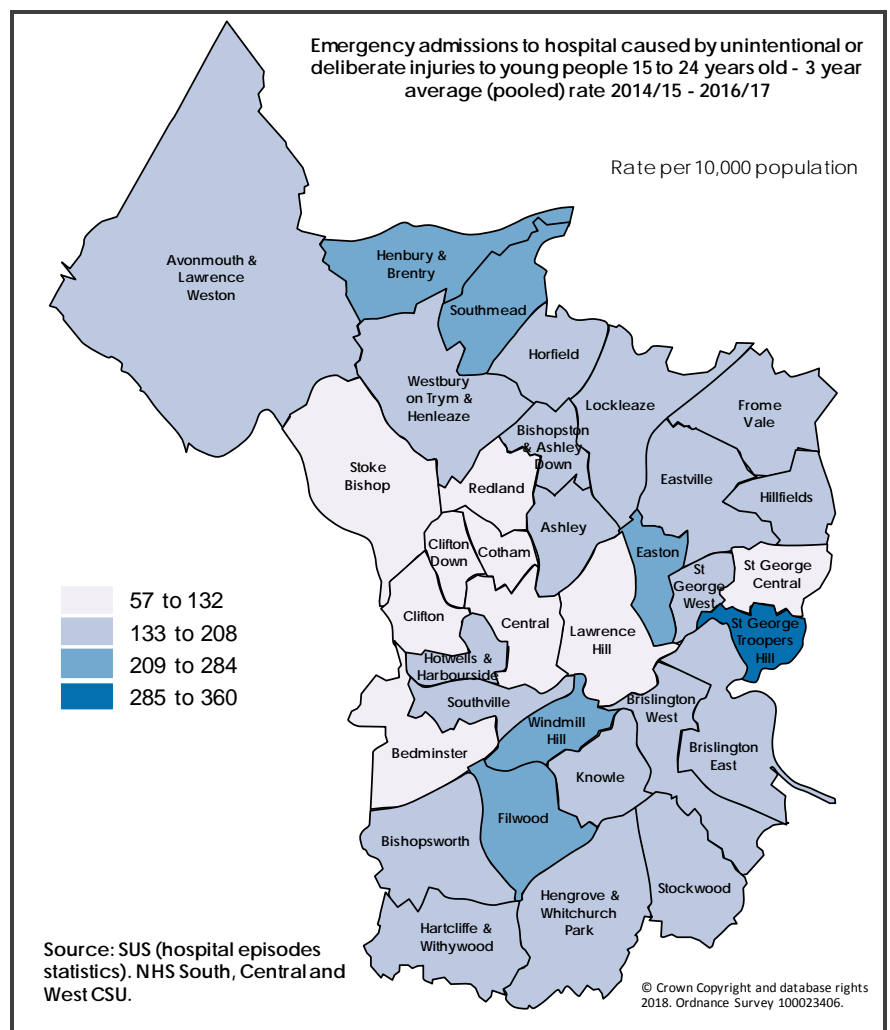 Emergency admissions to hospital caused by unintentional or
deliberate injuries to young people 15 to 24 years old - 3 year
average (pooled) rate 2014/15 - 2016/17
Rate per 10,000 population
Avonmouth &
Lawrence
Weston
Henbury &
Brentry
Southmead
Horfield
Westbury
on Trym &
Henleaze
Lockleaze
Frome
Vale
Bishopston
& Ashley
Down
Stoke
Bishop
Redland
Eastville
Hillfields
Ashley
Clifton
Down
Cotham
Easton
St
George
West
St George
Central
Clifton
Central
Lawrence
Hill
St George
Troopers
Hill
57 to 132
133 to 208
209 to 284
285 to 360
Hotwells &
Harbourside
Southville
Windmill
Hill
Brislington
West
Brislington
East
Bedminster
Knowle
Filwood
Bishopsworth
Stockwood
Hengrove &
Whitchurch
Park
Hartcliffe &
Withywood
Source: SUS (hospital episodes
statistics). NHS South, Central and
West CSU.
© Crown Copyright and database rights
2018. Ordnance Survey 100023406.